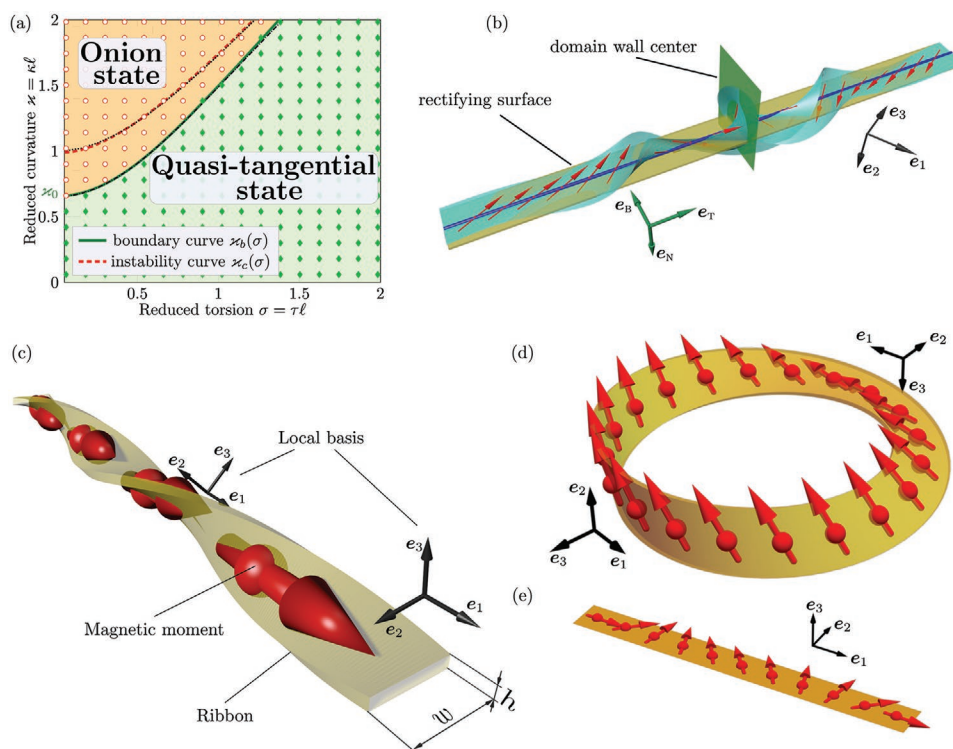 (a)
2
Onion
state
1.5
1
Quasi-tangential
state
ϰ0
0.5
boundary curve ϰb(σ)
instability curve ϰc(σ)
0
0.5
1
1.5
2
Reduced curvature ϰ = κℓ
Reduced torsion σ = τℓ
(b)
domain wall center
rectifying surface
e3
e1
e2
eB
eT
eN
(c)
Local basis
e2
e3
e1
e3
e1
e2
Magnetic moment
Ribbon
w
h
(d)
e1
e2
e3
e2
e3
e1
(e)
e3
e2
e1